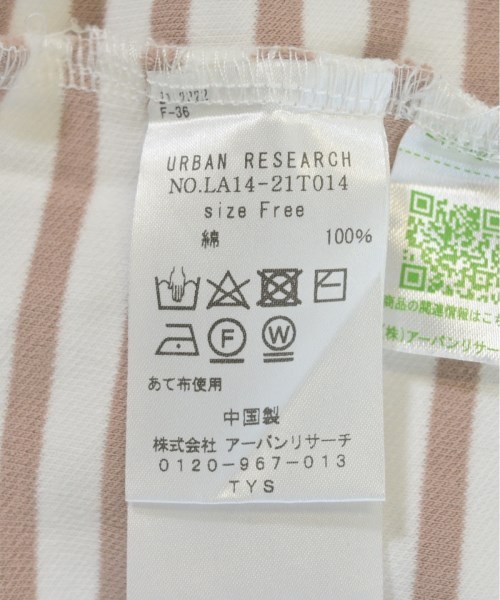 F-36
URBAN RESEARCH
NO.LA14-21T014
size Free
綿 100%
F W
あて布使用
中国製
株式会社 アーバンリサーチ
0120-967-013
TYS
商品の関連情報はこち
(株)アーバンリサー